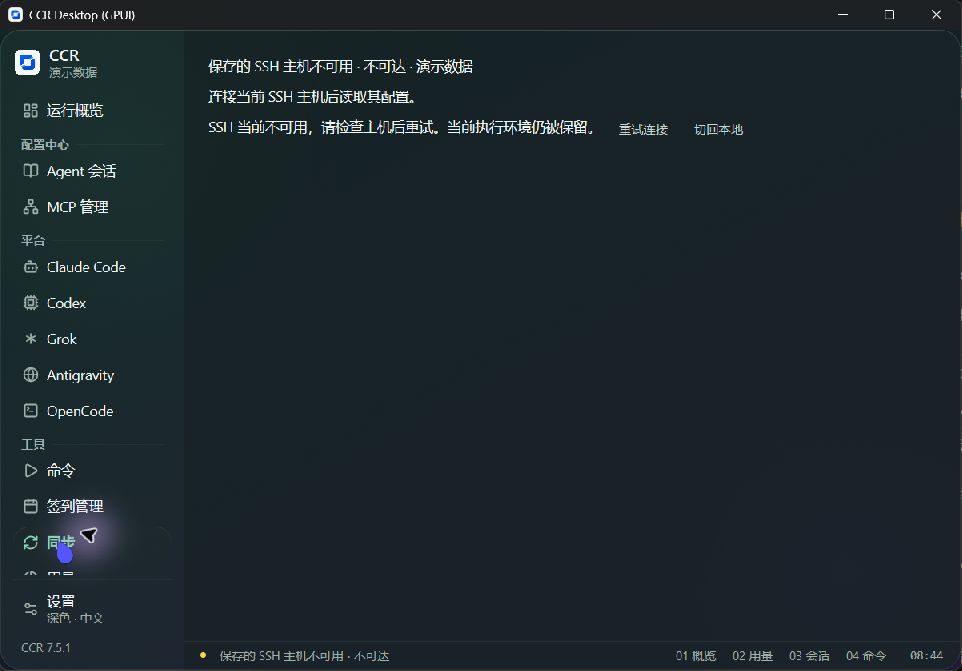 CCR Desktop (GPUI)
CCR
演示数据
运行概览
配置中心
Agent 会话
MCP 管理
平台
Claude Code
Codex
Grok
Antigravity
OpenCode
工具
命令
签到管理
同步
设置
深色 · 中文
CCR 7.5.1
保存的 SSH 主机不可用 · 不可达 · 演示数据
连接当前 SSH 主机后读取其配置。
SSH 当前不可用，请检查主机后重试。当前执行环境仍被保留。 重试连接 切回本地
保存的 SSH 主机不可用 · 不可达 01 概览 02 用量 03 会话 04 命令 08:44